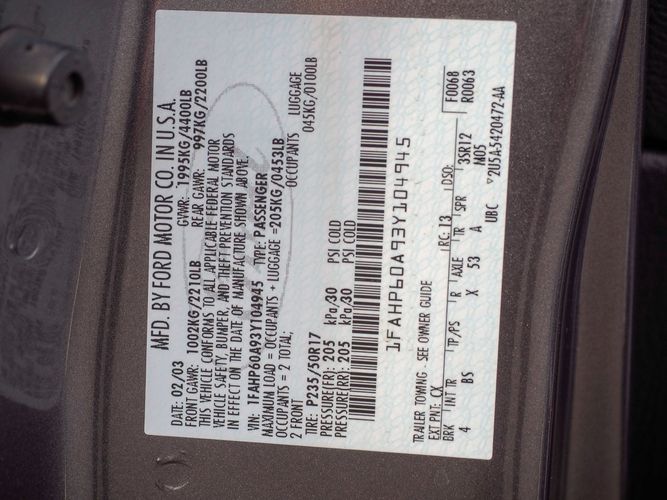 MFD. BY FORD MOTOR CO. IN U.S.A.
DATE: 02/03 GVWR: 1995KG/4400LB
FRONT GAWR: 1002KG/2210LB REAR GAWR: 997KG/2200LB
THIS VEHICLE CONFORMS TO ALL APPLICABLE FEDERAL MOTOR
VEHICLE SAFETY, BUMPER, AND THEFT PREVENTION STANDARDS
IN EFFECT ON THE DATE OF MANUFACTURE SHOWN ABOVE.
VIN: 1FAHP60A93Y104945 TYPE: PASSENGER
MAXIMUM LOAD = OCCUPANTS + LUGGAGE =205KG/0453LB
OCCUPANTS = 2 TOTAL; OCCUPANTS LUGGAGE
2 FRONT 045KG/0100LB
TIRE: P235/50R17
PRESSURE(FR): 205 kPa/30 PSI COLD
PRESSURE(RR): 205 kPa/30 PSI COLD
1FAHP60A93Y104945
TRAILER TOWING - SEE OWNER GUIDE F0068
EXT PNT: CX RC: 13 DSO: R0063
BRK INT TR TP/PS R AXLE TR SPR 3SR12
4 BS X 53 A M05
UBC ▽2U5A-5420472-AA